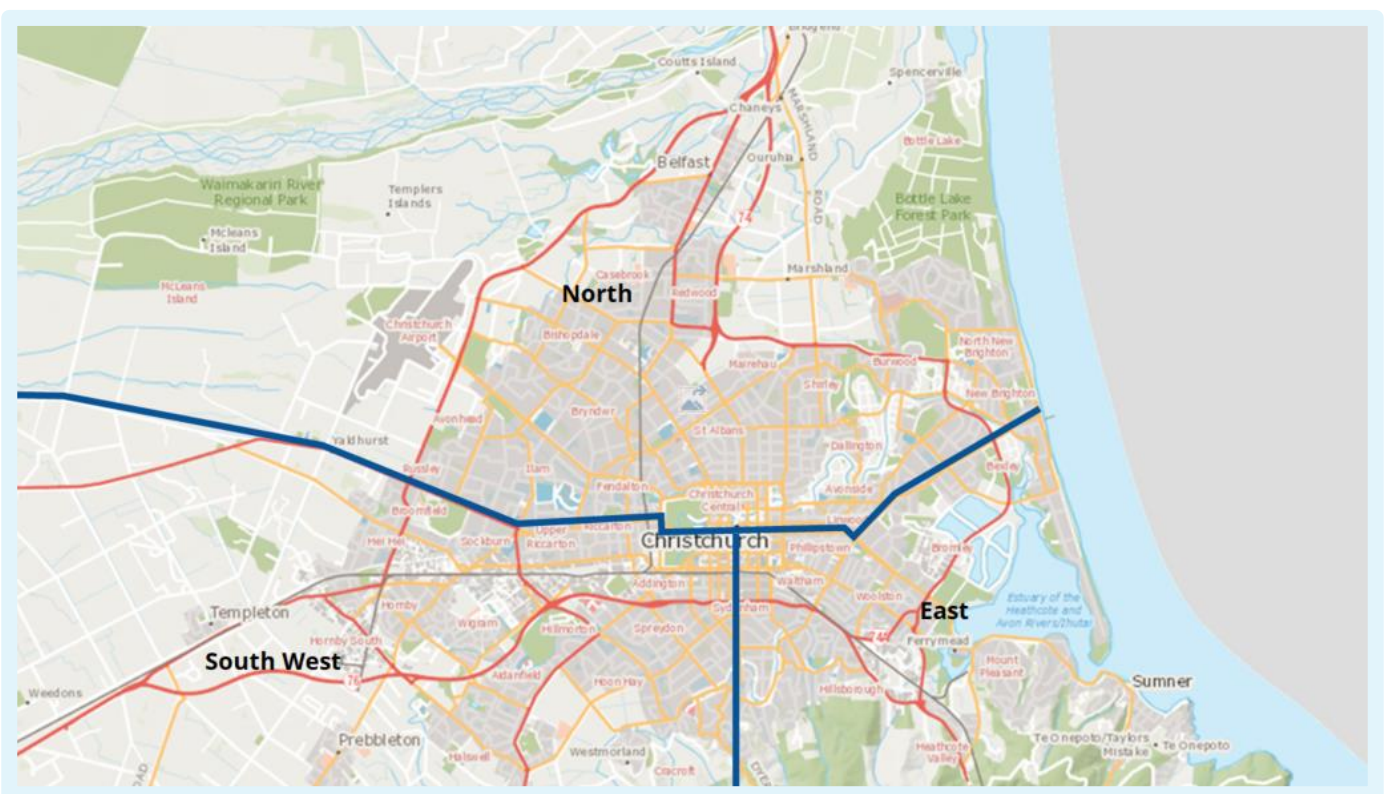 Coutts Island
Spencerville
Chaneys
MARSHLAND
ROAD
Bottle Lake
Belfast
Ouruhia
Waimakariri River
Regional Park
Templers
Islands
Bottle Lake
Forest Park
74
Mcleans
Island
Casebrook
Marshland
McLeans
Island
North
Redwood
Christchurch
Airport
Bishopdale
North New
Brighton
Mairehau
Burwood
Shirley
New Brighton
Avonhead
Bryndwr
St Albans
Yaldhurst
Dallington
Russley
Ilam
Bexley
Fendalton
Christchurch
Central
Avonside
Broomfield
Riccarton
Linwood
Upper
Riccarton
Hei Hei
Sockburn
Christchurch
Phillipstown
Bromley
Addington
Waltham
Woolston
Estuary of the
Heathcote and
Avon Rivers/Ihutai
Templeton
Hornby
Sydenham
East
Wigram
Hillmorton
Spreydon
Hornby South
74A
Ferrymead
South West
Mount
Pleasant
76
Aidanfield
Hoon Hay
Sumner
Weedons
Hillsborough
Prebbleton
Westmorland
Heathcote
Valley
Te Onepoto/Taylors
Mistake
Te Onepoto
Halswell
Cracroft
ROAD